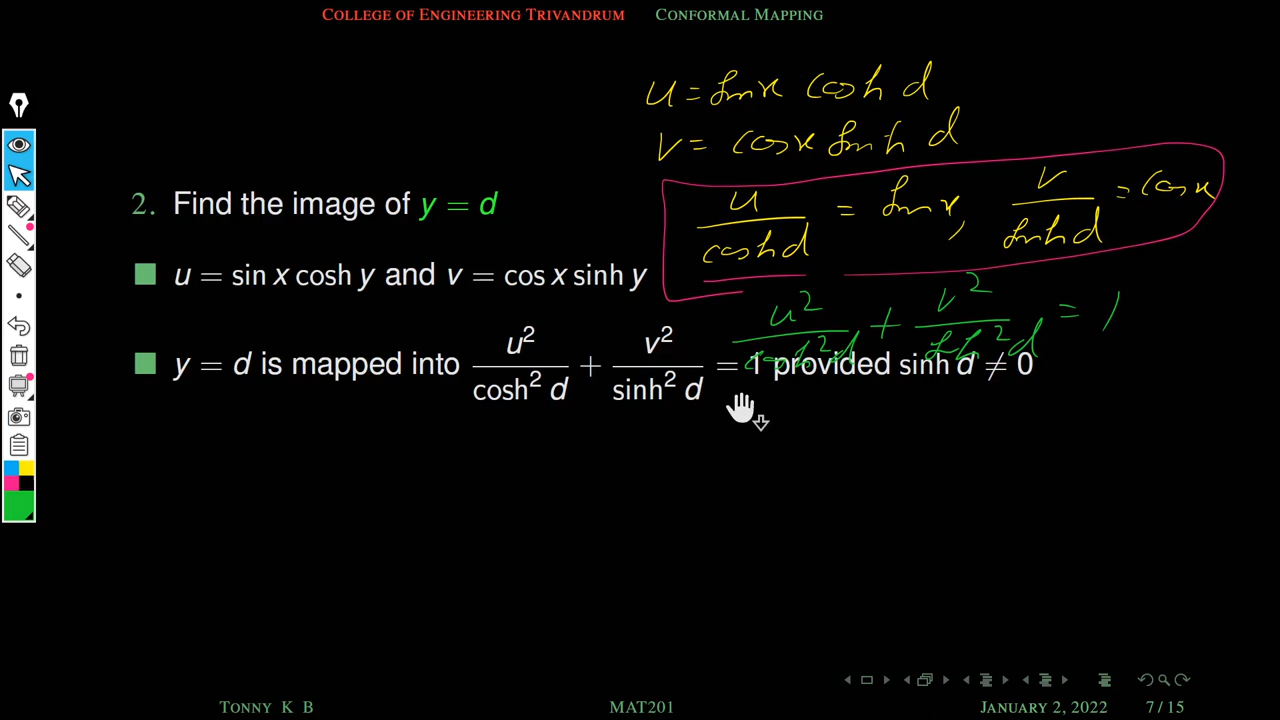 COLLEGE OF ENGINEERING TRIVANDRUM CONFORMAL MAPPING
u = sin x cosh d
v = cos x sinh d
2. Find the image of y = d
u/cosh d = sin x, v/sinh d = cos x
u = sin x cosh y and v = cos x sinh y
u²/cosh² d + v²/sinh² d = 1
y = d is mapped into u²/cosh² d + v²/sinh² d = 1 provided sinh d ≠ 0
TONNY K B MAT201 JANUARY 2, 2022 7 / 15